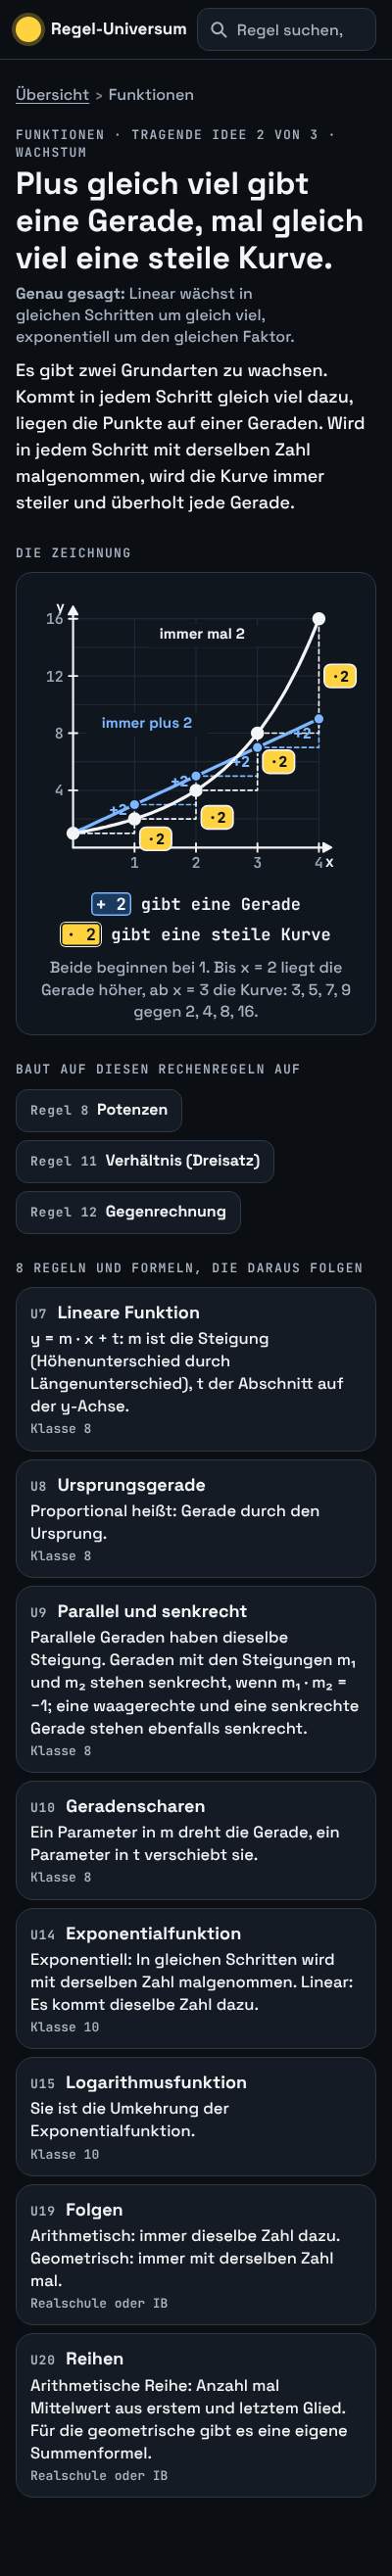 Regel-Universum
Regel suchen,
Übersicht > Funktionen
FUNKTIONEN · TRAGENDE IDEE 2 VON 3 ·
WACHSTUM
Plus gleich viel gibt
eine Gerade, mal gleich
viel eine steile Kurve.
Genau gesagt: Linear wächst in
gleichen Schritten um gleich viel,
exponentiell um den gleichen Faktor.
Es gibt zwei Grundarten zu wachsen.
Kommt in jedem Schritt gleich viel dazu,
liegen die Punkte auf einer Geraden. Wird
in jedem Schritt mit derselben Zahl
malgenommen, wird die Kurve immer
steiler und überholt jede Gerade.
DIE ZEICHNUNG
y
16
immer mal 2
12
·2
immer plus 2
8
+2
+2
·2
+2
4
+2
·2
·2
1 2 3 4 x
+ 2 gibt eine Gerade
· 2 gibt eine steile Kurve
Beide beginnen bei 1. Bis x = 2 liegt die
Gerade höher, ab x = 3 die Kurve: 3, 5, 7, 9
gegen 2, 4, 8, 16.
BAUT AUF DIESEN RECHENREGELN AUF
Regel 8 Potenzen
Regel 11 Verhältnis (Dreisatz)
Regel 12 Gegenrechnung
8 REGELN UND FORMELN, DIE DARAUS FOLGEN
U7 Lineare Funktion
y = m · x + t: m ist die Steigung
(Höhenunterschied durch
Längenunterschied), t der Abschnitt auf
der y-Achse.
Klasse 8
U8 Ursprungsgerade
Proportional heißt: Gerade durch den
Ursprung.
Klasse 8
U9 Parallel und senkrecht
Parallele Geraden haben dieselbe
Steigung. Geraden mit den Steigungen m₁
und m₂ stehen senkrecht, wenn m₁ · m₂ =
−1; eine waagerechte und eine senkrechte
Gerade stehen ebenfalls senkrecht.
Klasse 8
U10 Geradenscharen
Ein Parameter in m dreht die Gerade, ein
Parameter in t verschiebt sie.
Klasse 8
U14 Exponentialfunktion
Exponentiell: In gleichen Schritten wird
mit derselben Zahl malgenommen. Linear:
Es kommt dieselbe Zahl dazu.
Klasse 10
U15 Logarithmusfunktion
Sie ist die Umkehrung der
Exponentialfunktion.
Klasse 10
U19 Folgen
Arithmetisch: immer dieselbe Zahl dazu.
Geometrisch: immer mit derselben Zahl
mal.
Realschule oder IB
U20 Reihen
Arithmetische Reihe: Anzahl mal
Mittelwert aus erstem und letztem Glied.
Für die geometrische gibt es eine eigene
Summenformel.
Realschule oder IB